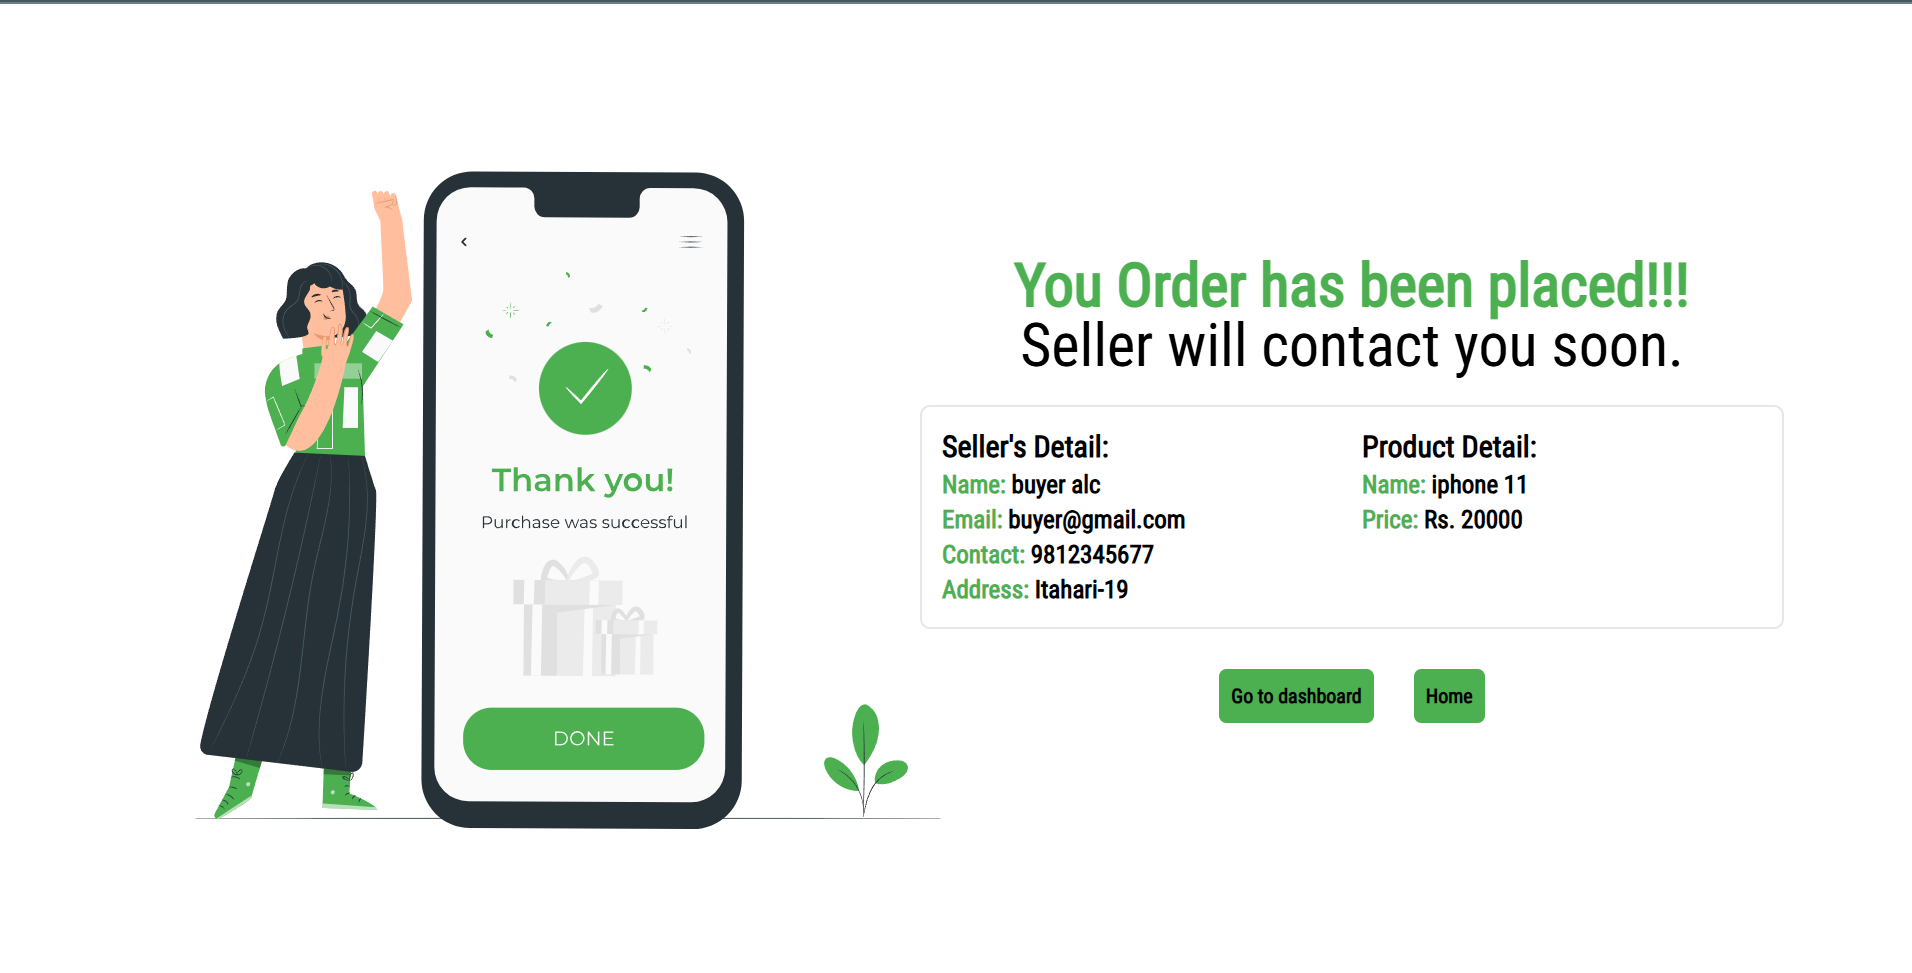 Thank you!
Purchase was successful
DONE
You Order has been placed!!!
Seller will contact you soon.
Seller's Detail:
Name: buyer alc
Email: buyer@gmail.com
Contact: 9812345677
Address: Itahari-19
Product Detail:
Name: iphone 11
Price: Rs. 20000
Go to dashboard
Home